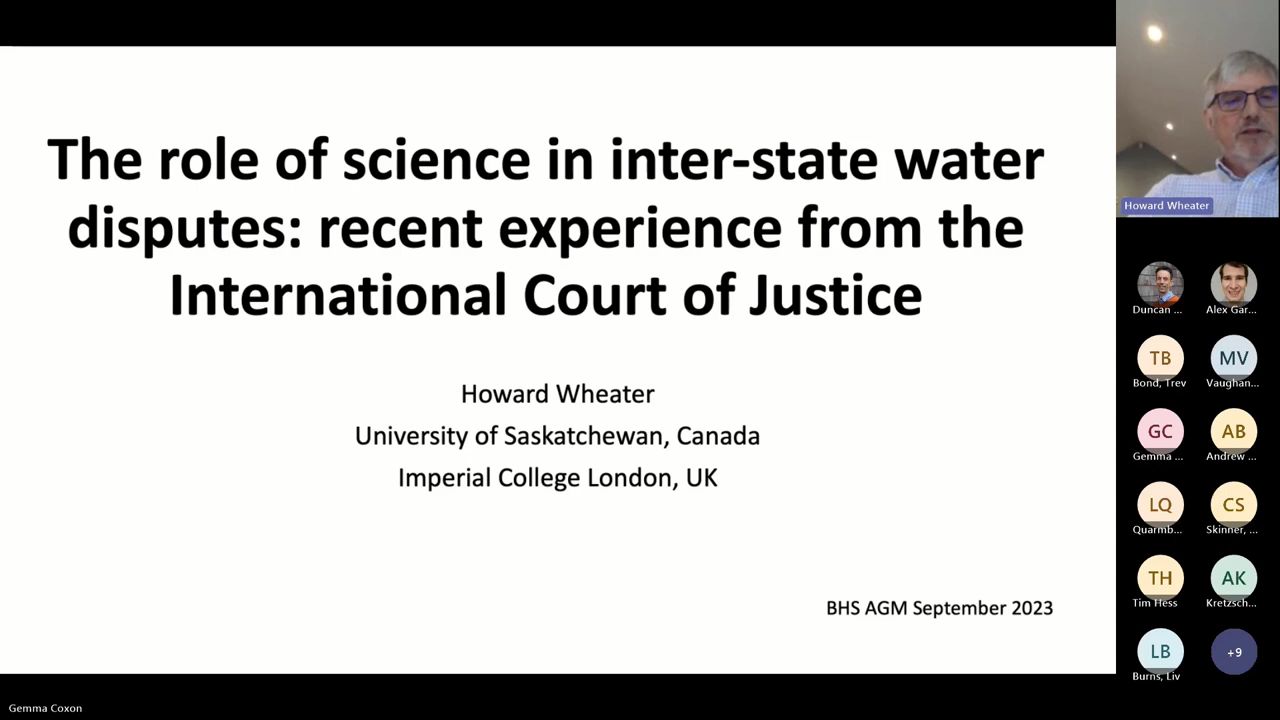 The role of science in inter-state water
disputes: recent experience from the
International Court of Justice
Howard Wheater
University of Saskatchewan, Canada
Imperial College London, UK
BHS AGM September 2023
Howard Wheater
Duncan ...
Alex Gar...
TB
MV
Bond, Trev
Vaughan...
GC
AB
Gemma ...
Andrew ...
LQ
CS
Quarmb...
Skinner, ...
TH
AK
Tim Hess
Kretzsch...
LB
+9
Burns, Liv
Gemma Coxon